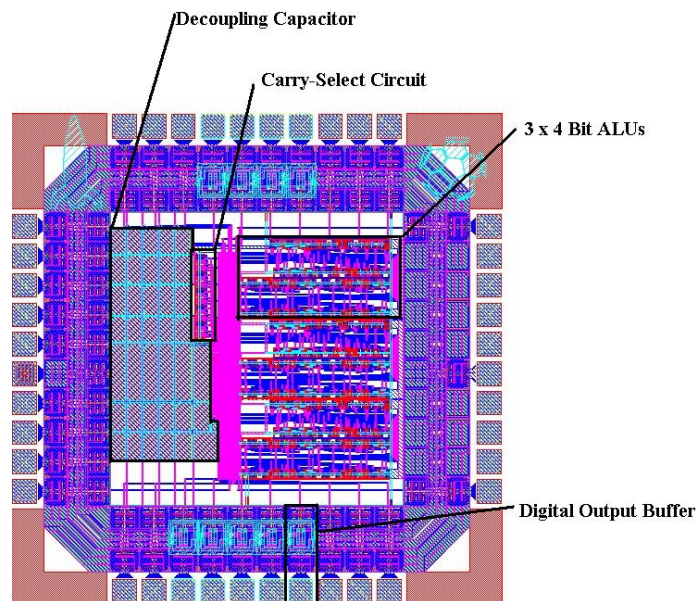 Decoupling Capacitor
Carry-Select Circuit
3 x 4 Bit ALUs
Digital Output Buffer